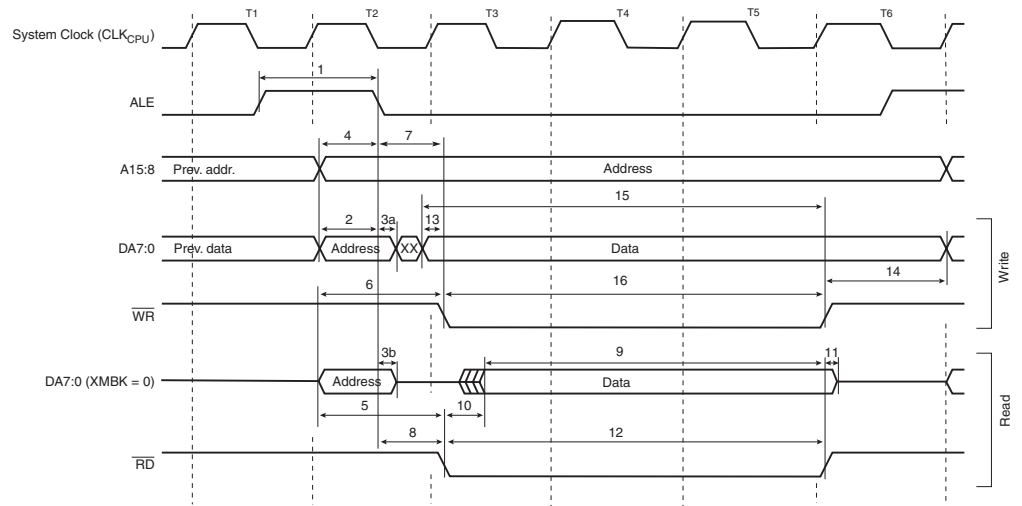 T1 T2 T3 T4 T5 T6
System Clock (CLKCPU)
1
ALE
4 7
A15:8 Prev. addr. Address
15
2 3a 13
DA7:0 Prev. data Address XX Data
14
6 16
WR
Write
3b 9 11
DA7:0 (XMBK = 0) Address Data
5 10
Read
8 12
RD